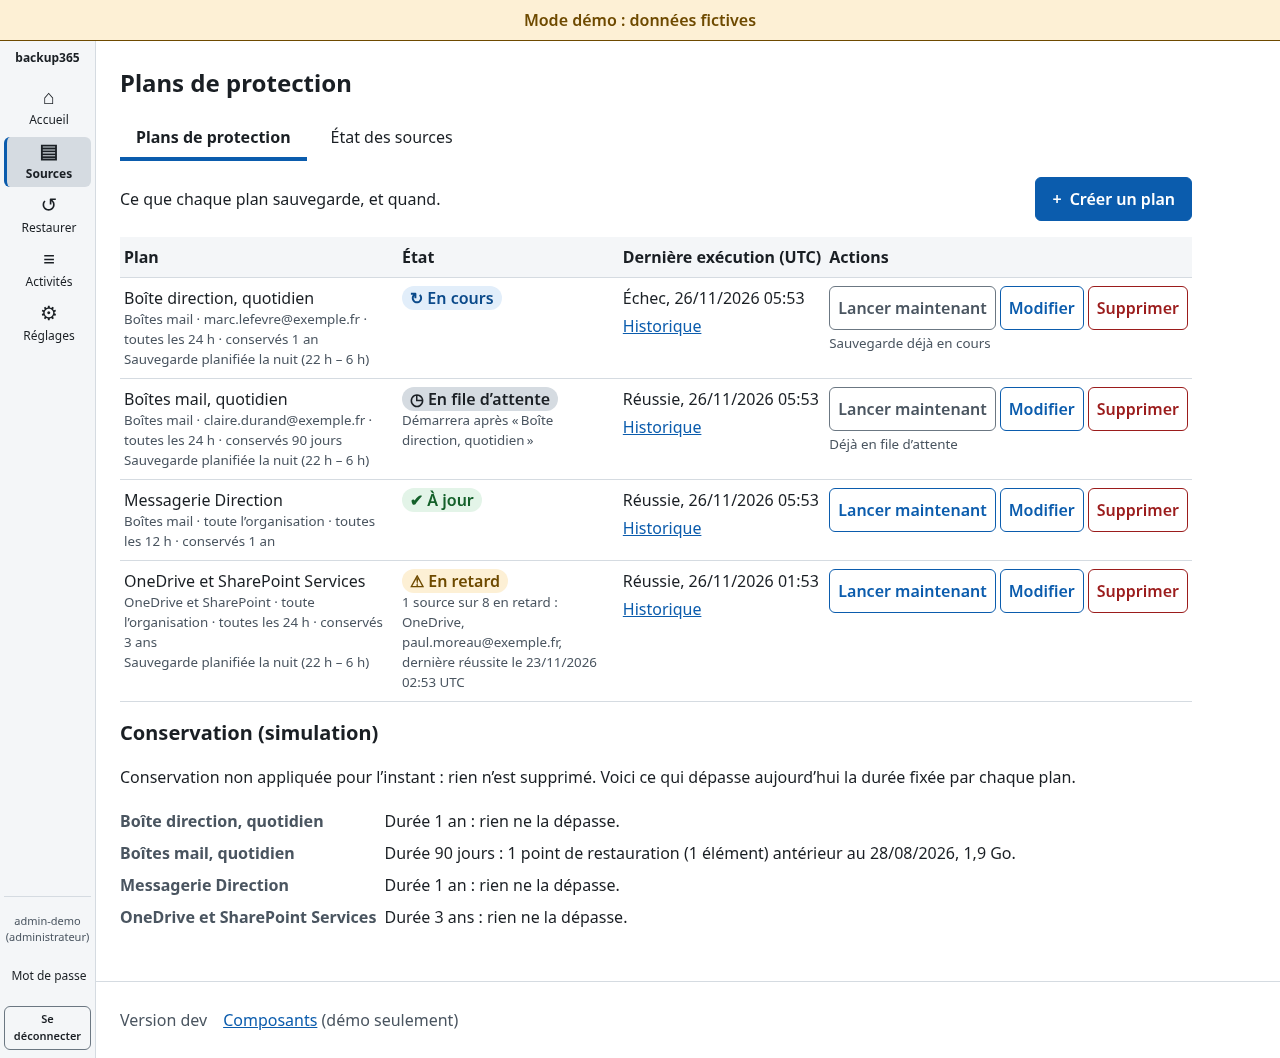 Mode démo : données fictives
backup365
Accueil
Sources
Restaurer
Activités
Réglages
admin-demo
(administrateur)
Mot de passe
Se
déconnecter
Plans de protection
Plans de protection
État des sources
Ce que chaque plan sauvegarde, et quand.
+ Créer un plan
Plan
État
Dernière exécution (UTC)
Actions
Boîte direction, quotidien
Boîtes mail · marc.lefevre@exemple.fr ·
toutes les 24 h · conservés 1 an
Sauvegarde planifiée la nuit (22 h – 6 h)
↻ En cours
Échec, 26/11/2026 05:53
Historique
Lancer maintenant
Modifier
Supprimer
Sauvegarde déjà en cours
Boîtes mail, quotidien
Boîtes mail · claire.durand@exemple.fr ·
toutes les 24 h · conservés 90 jours
Sauvegarde planifiée la nuit (22 h – 6 h)
◷ En file d’attente
Démarrera après « Boîte
direction, quotidien »
Réussie, 26/11/2026 05:53
Historique
Lancer maintenant
Modifier
Supprimer
Déjà en file d’attente
Messagerie Direction
Boîtes mail · toute l’organisation · toutes
les 12 h · conservés 1 an
✔ À jour
Réussie, 26/11/2026 05:53
Historique
Lancer maintenant
Modifier
Supprimer
OneDrive et SharePoint Services
OneDrive et SharePoint · toute
l’organisation · toutes les 24 h · conservés
3 ans
Sauvegarde planifiée la nuit (22 h – 6 h)
⚠ En retard
1 source sur 8 en retard :
OneDrive,
paul.moreau@exemple.fr,
dernière réussite le 23/11/2026
02:53 UTC
Réussie, 26/11/2026 01:53
Historique
Lancer maintenant
Modifier
Supprimer
Conservation (simulation)
Conservation non appliquée pour l’instant : rien n’est supprimé. Voici ce qui dépasse aujourd’hui la durée fixée par chaque plan.
Boîte direction, quotidien Durée 1 an : rien ne la dépasse.
Boîtes mail, quotidien Durée 90 jours : 1 point de restauration (1 élément) antérieur au 28/08/2026, 1,9 Go.
Messagerie Direction Durée 1 an : rien ne la dépasse.
OneDrive et SharePoint Services Durée 3 ans : rien ne la dépasse.
Version dev Composants (démo seulement)